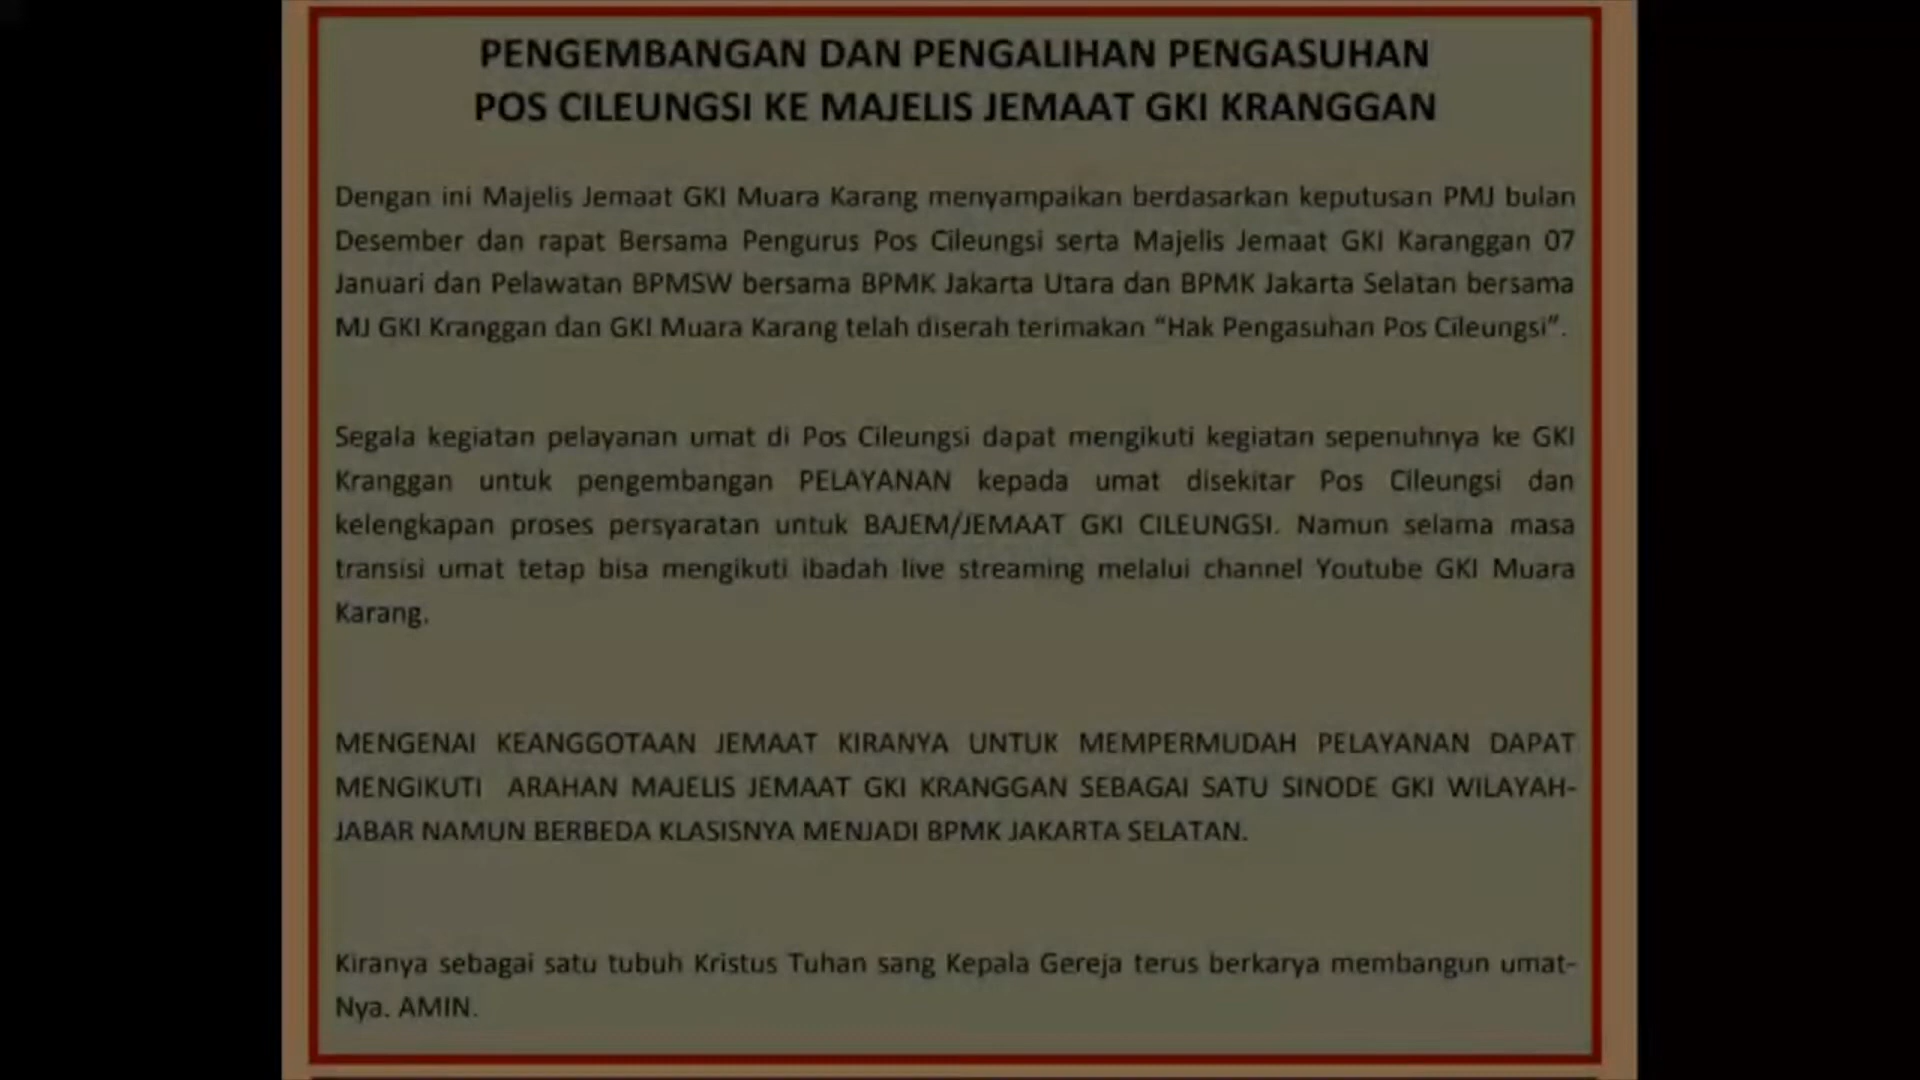 PENGEMBANGAN DAN PENGALIHAN PENGASUHAN
POS CILEUNGSI KE MAJELIS JEMAAT GKI KRANGGAN
Dengan ini Majelis Jemaat GKI Muara Karang menyampaikan berdasarkan keputusan PMJ bulan
Desember dan rapat Bersama Pengurus Pos Cileungsi serta Majelis Jemaat GKI Karanggan 07
Januari dan Pelawatan BPMSW bersama BPMK Jakarta Utara dan BPMK Jakarta Selatan bersama
MJ GKI Kranggan dan GKI Muara Karang telah diserah terimakan “Hak Pengasuhan Pos Cileungsi”.
Segala kegiatan pelayanan umat di Pos Cileungsi dapat mengikuti kegiatan sepenuhnya ke GKI
Kranggan untuk pengembangan PELAYANAN kepada umat disekitar Pos Cileungsi dan
kelengkapan proses persyaratan untuk BAJEM/JEMAAT GKI CILEUNGSI. Namun selama masa
transisi umat tetap bisa mengikuti ibadah live streaming melalui channel Youtube GKI Muara
Karang.
MENGENAI KEANGGOTAAN JEMAAT KIRANYA UNTUK MEMPERMUDAH PELAYANAN DAPAT
MENGIKUTI ARAHAN MAJELIS JEMAAT GKI KRANGGAN SEBAGAI SATU SINODE GKI WILAYAH-
JABAR NAMUN BERBEDA KLASISNYA MENJADI BPMK JAKARTA SELATAN.
Kiranya sebagai satu tubuh Kristus Tuhan sang Kepala Gereja terus berkarya membangun umat-
Nya. AMIN.